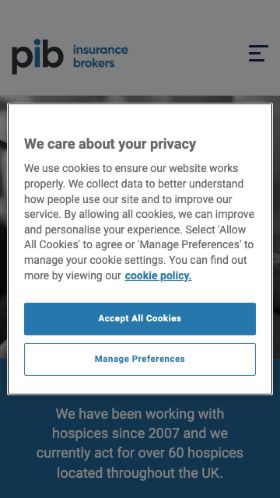 pib insurance
brokers
We care about your privacy
We use cookies to ensure our website works
properly. We collect data to better understand
how people use our site and to improve our
service. By allowing all cookies, we can improve
and personalise your experience. Select 'Allow
All Cookies' to agree or 'Manage Preferences' to
manage your cookie settings. You can find out
more by viewing our cookie policy.
Accept All Cookies
Manage Preferences
We have been working with
hospices since 2007 and we
currently act for over 60 hospices
located throughout the UK.